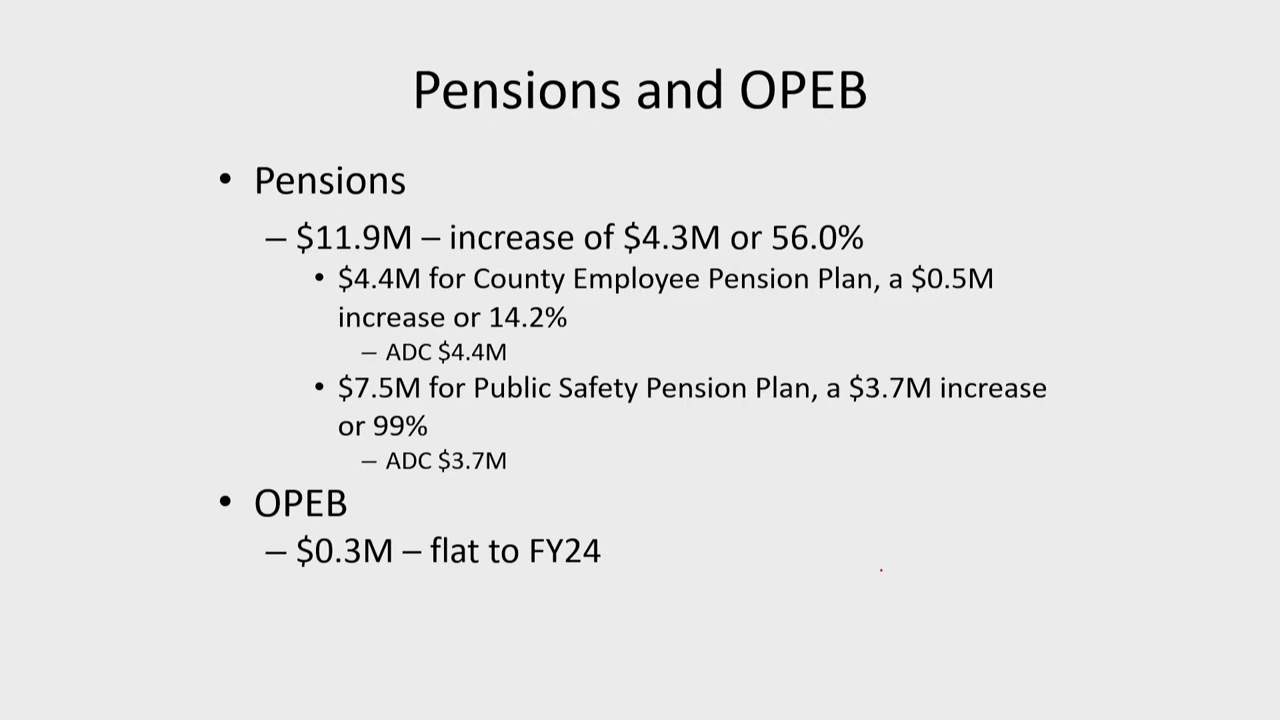 Pensions and OPEB
• Pensions
– $11.9M – increase of $4.3M or 56.0%
• $4.4M for County Employee Pension Plan, a $0.5M
increase or 14.2%
– ADC $4.4M
• $7.5M for Public Safety Pension Plan, a $3.7M increase
or 99%
– ADC $3.7M
• OPEB
– $0.3M – flat to FY24